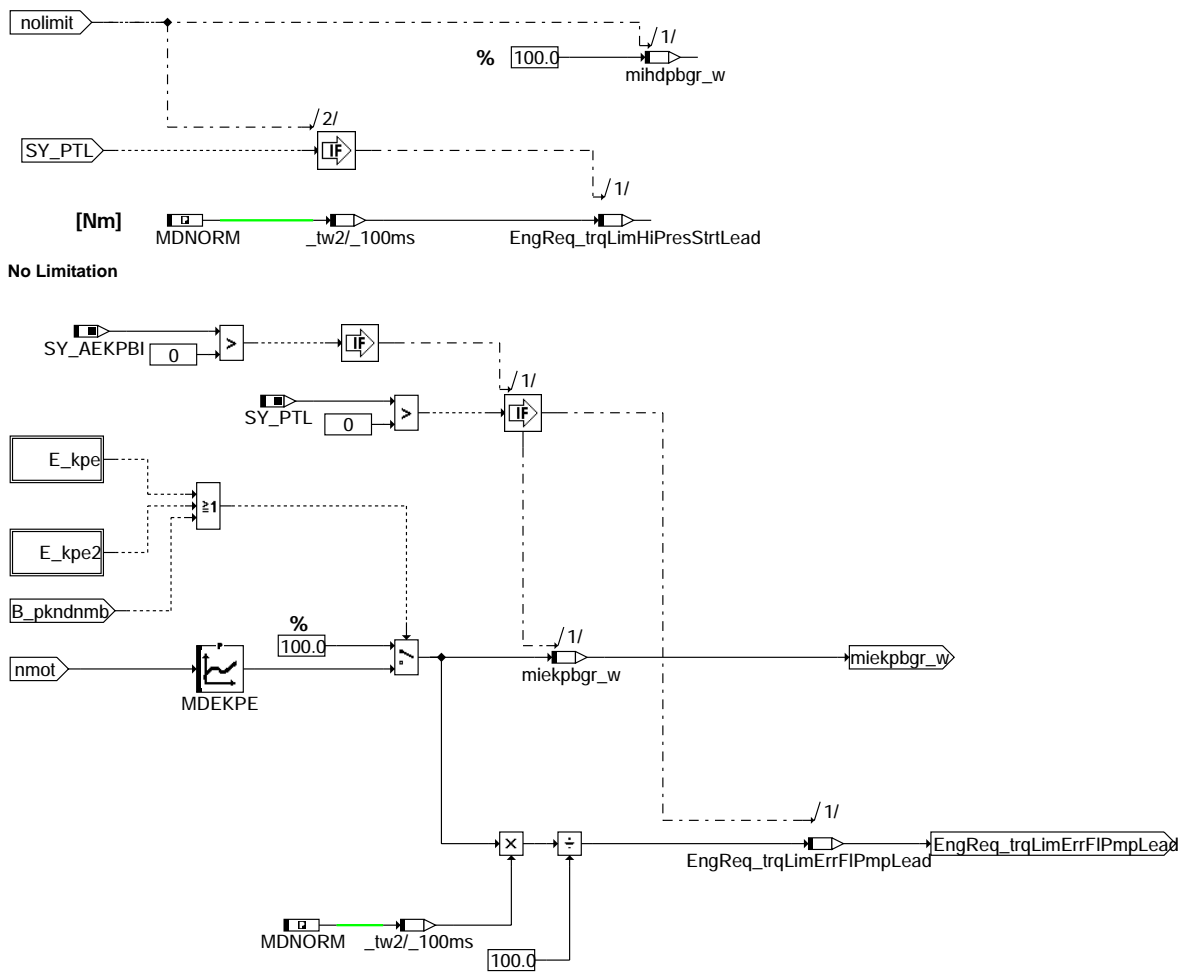 nolimit
/1/
% 100.0
mihdpbgr_w
/2/
SY_PTL
IF
/1/
[Nm]
P
MDNORM
_tw2/_100ms
EngReq_trqLimHiPresStrtLead
No Limitation
SY_AEKPBI
0
>
IF
/1/
SY_PTL
0
>
IF
E_kpe
≥1
E_kpe2
B_pkndnmb
%
100.0
/1/
nmot
P
MDEKPE
miekpbgr_w
miekpbgr_w
/1/
×
÷
EngReq_trqLimErrFlPmpLead
EngReq_trqLimErrFlPmpLead
P
MDNORM
_tw2/_100ms
100.0